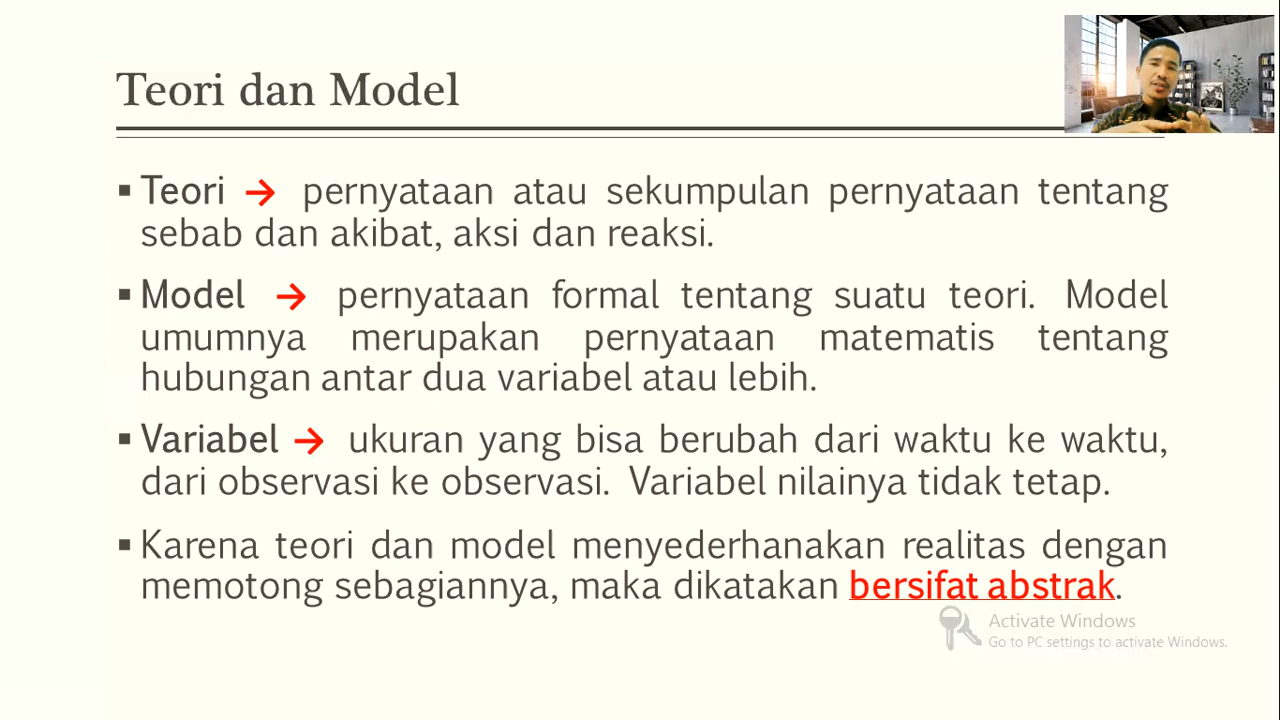 Teori dan Model
▪ Teori → pernyataan atau sekumpulan pernyataan tentang
sebab dan akibat, aksi dan reaksi.
▪ Model → pernyataan formal tentang suatu teori. Model
umumnya merupakan pernyataan matematis tentang
hubungan antar dua variabel atau lebih.
▪ Variabel → ukuran yang bisa berubah dari waktu ke waktu,
dari observasi ke observasi. Variabel nilainya tidak tetap.
▪ Karena teori dan model menyederhanakan realitas dengan
memotong sebagiannya, maka dikatakan bersifat abstrak.
Activate Windows
Go to PC settings to activate Windows.